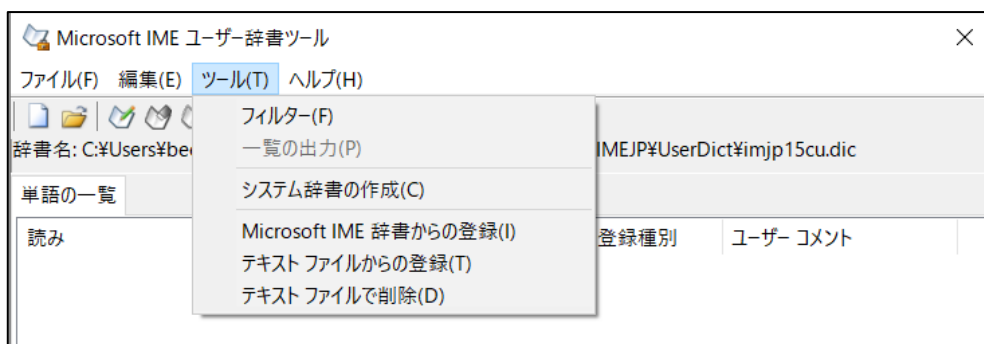 Microsoft IME ユーザー辞書ツール
ファイル(F) 編集(E) ツール(T) ヘルプ(H)
フィルター(F)
一覧の出力(P)
システム辞書の作成(C)
Microsoft IME 辞書からの登録(I)
テキスト ファイルからの登録(T)
テキスト ファイルで削除(D)
辞書名: C:¥Users¥be IMEJP¥UserDict¥imjp15cu.dic
単語の一覧
読み 登録種別 ユーザー コメント